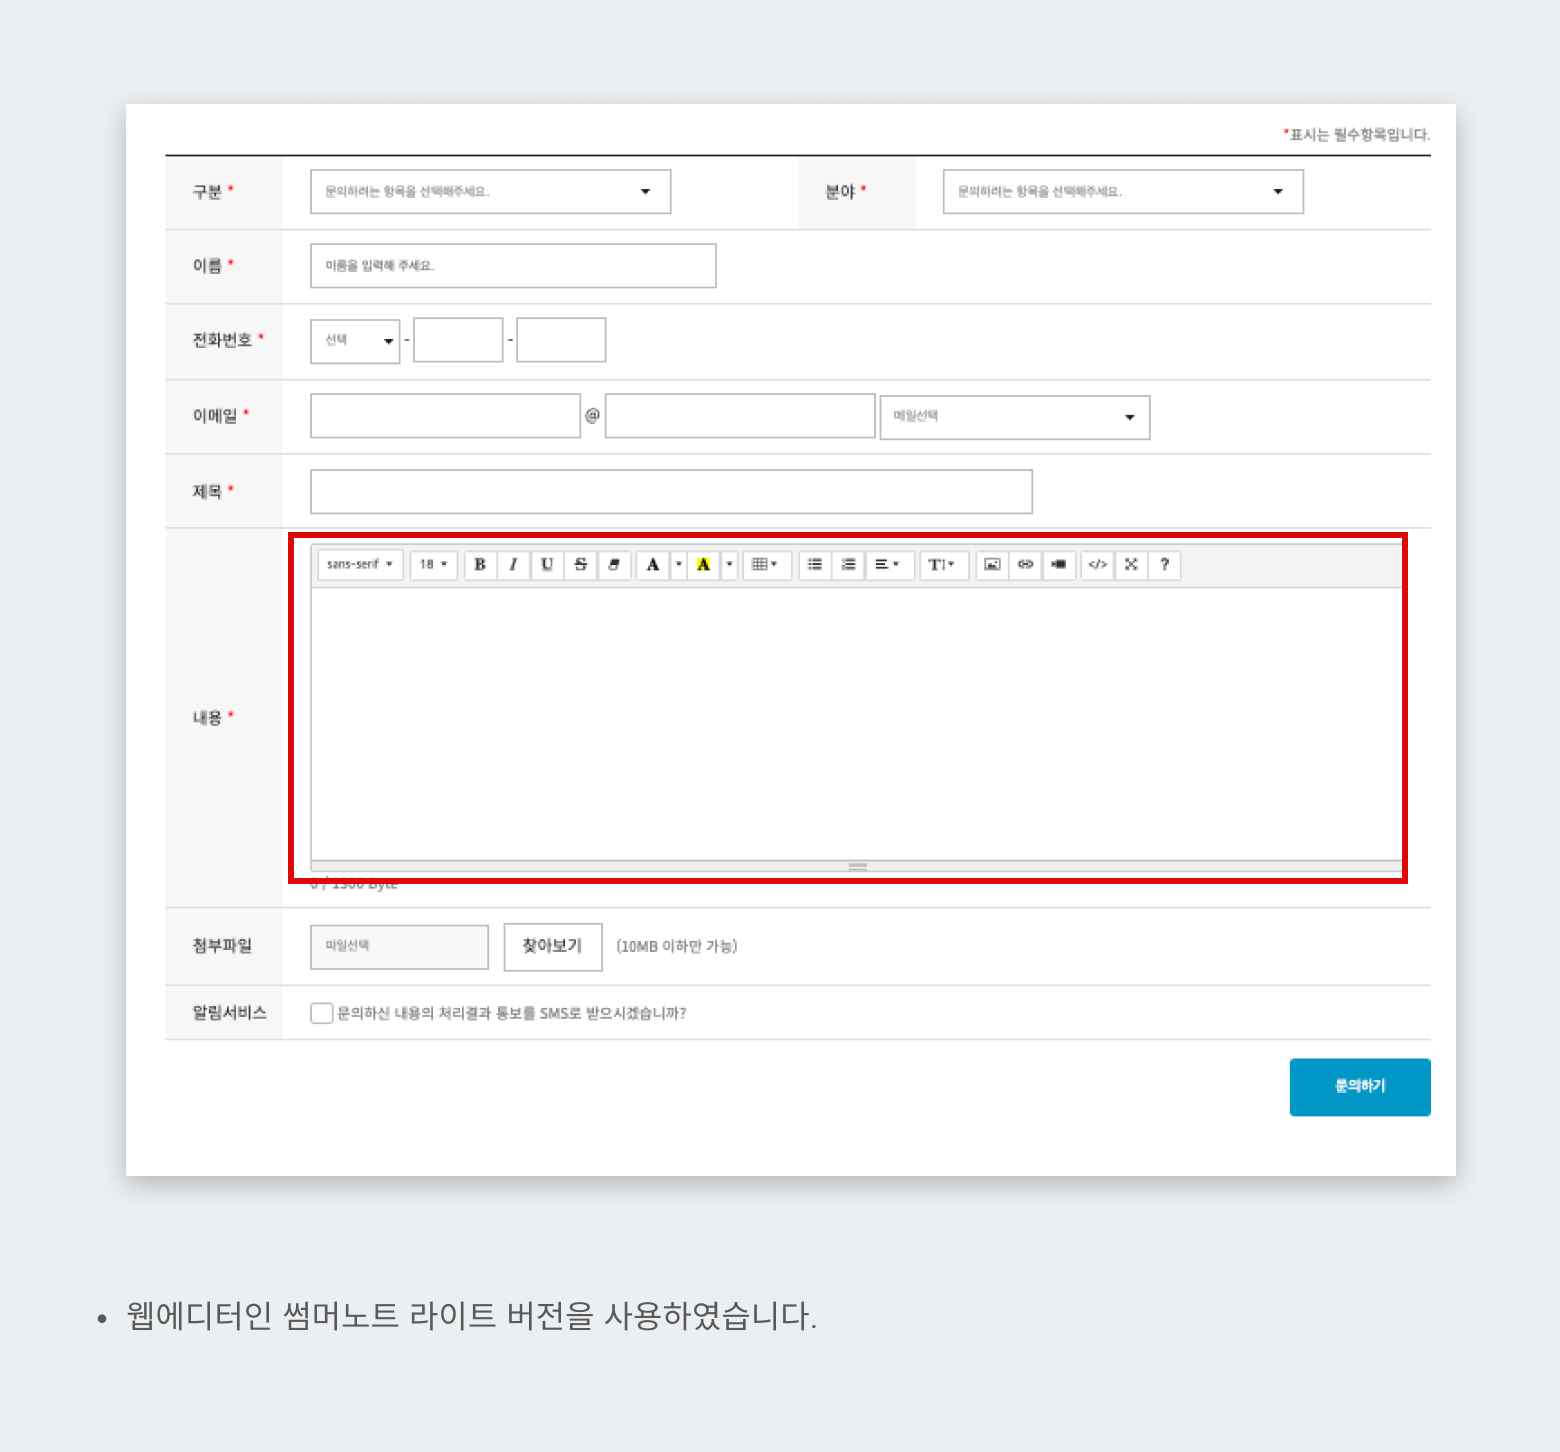 *표시는 필수항목입니다.
구분 * 문의하려는 항목을 선택해주세요. 분야 * 문의하려는 항목을 선택해주세요.
이름 * 이름을 입력해 주세요.
전화번호 * 선택 - -
이메일 * @ 메일선택
제목 *
sans-serif 18 B I U S A A T </> ?
내용 *
0 / 1300 Byte
첨부파일 파일선택 찾아보기 (10MB 이하만 가능)
알림서비스 문의하신 내용의 처리결과 통보를 SMS로 받으시겠습니까?
문의하기
• 웹에디터인 썸머노트 라이트 버전을 사용하였습니다.